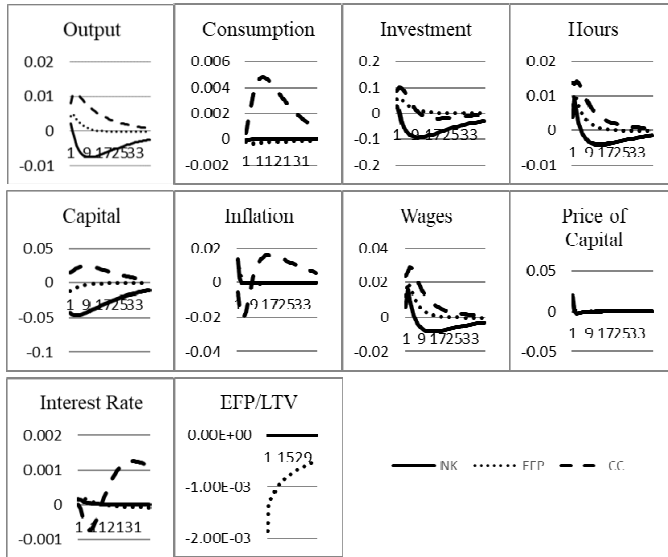 Output
0.02
0.01
0
-0.01
1 9 172533
Consumption
0.006
0.004
0.002
0
-0.002
1 112131
Investment
0.2
0.1
0
-0.1
-0.2
1 9 172533
Hours
0.02
0.01
0
-0.01
1 9 172533
Capital
0.05
0
-0.05
-0.1
1 9 172533
Inflation
0.02
0
-0.02
-0.04
1 9 172533
Wages
0.04
0.02
0
-0.02
1 9 172533
Price of
Capital
0.05
0
-0.05
1 9 172533
Interest Rate
0.002
0.001
0
-0.001
1 112131
EFP/LTV
0.00E+00
-1.00E-03
-2.00E-03
1 1529
NK EFP CC